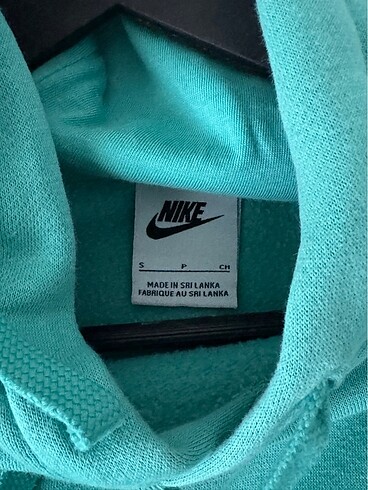 NIKE
S P CH
MADE IN SRI LANKA
FABRIQUE AU SRI LANKA